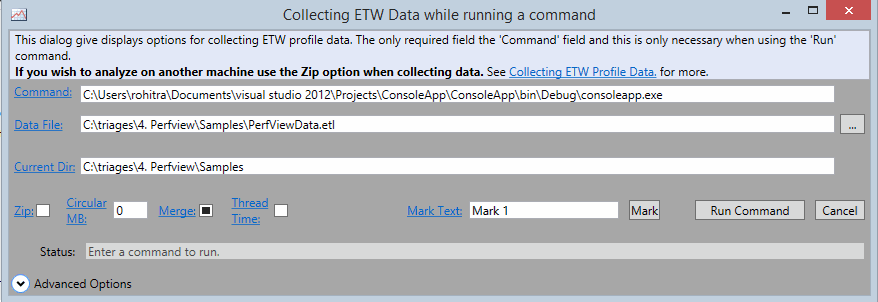 Collecting ETW Data while running a command
This dialog give displays options for collecting ETW profile data. The only required field the 'Command' field and this is only necessary when using the 'Run'
command.
If you wish to analyze on another machine use the Zip option when collecting data. See Collecting ETW Profile Data. for more.
Command: C:\Users\rohitra\Documents\visual studio 2012\Projects\ConsoleApp\ConsoleApp\bin\Debug\consoleapp.exe
Data File: C:\triages\4. Perfview\Samples\PerfViewData.etl ...
Current Dir: C:\triages\4. Perfview\Samples
Zip: Circular MB: 0 Merge: Thread Time: Mark Text: Mark 1 Mark Run Command Cancel
Status: Enter a command to run.
Advanced Options